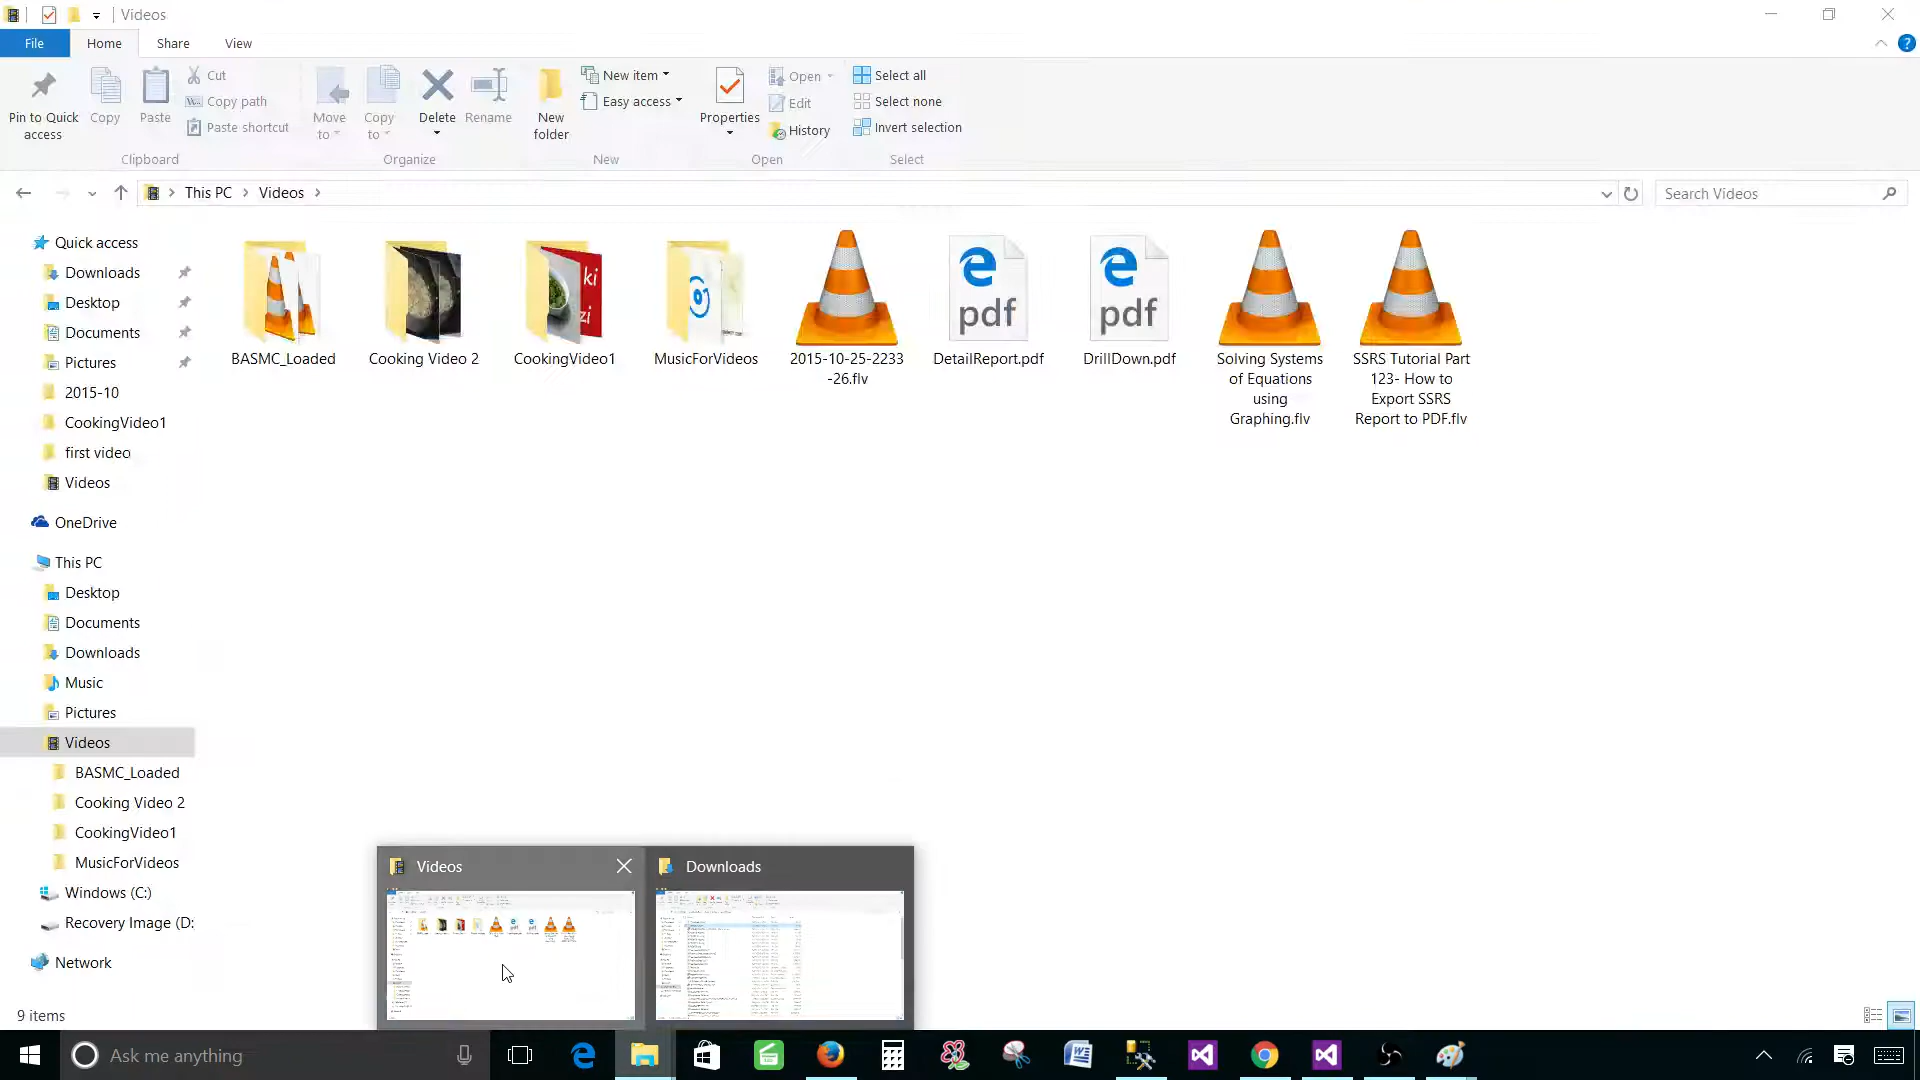 Videos
File
Home
Share
View
Pin to Quick
access
Copy
Paste
Cut
Copy path
Paste shortcut
Clipboard
Move
to
Copy
to
Delete
Rename
Organize
New
folder
New item
Easy access
New
Properties
Open
Edit
History
Open
Select all
Select none
Invert selection
Select
This PC
Videos
Search Videos
Quick access
Downloads
Desktop
Documents
Pictures
2015-10
CookingVideo1
first video
Videos
OneDrive
This PC
Desktop
Documents
Downloads
Music
Pictures
Videos
BASMC_Loaded
Cooking Video 2
CookingVideo1
MusicForVideos
Windows (C:)
Recovery Image (D:
Network
ki
zi
pdf
pdf
BASMC_Loaded
Cooking Video 2
CookingVideo1
MusicForVideos
2015-10-25-2233
-26.flv
DetailReport.pdf
DrillDown.pdf
Solving Systems
of Equations
using
Graphing.flv
SSRS Tutorial Part
123- How to
Export SSRS
Report to PDF.flv
Videos
Downloads
9 items
Ask me anything